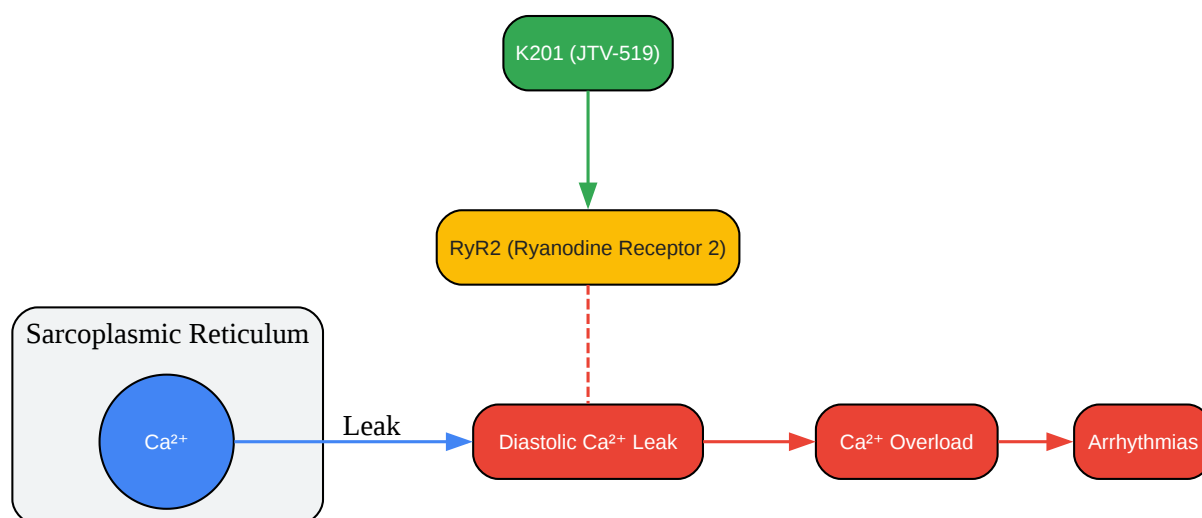 K201 (JTV-519)
RyR2 (Ryanodine Receptor 2)
Sarcoplasmic Reticulum
Ca²⁺
Leak
Diastolic Ca²⁺ Leak
Ca²⁺ Overload
Arrhythmias